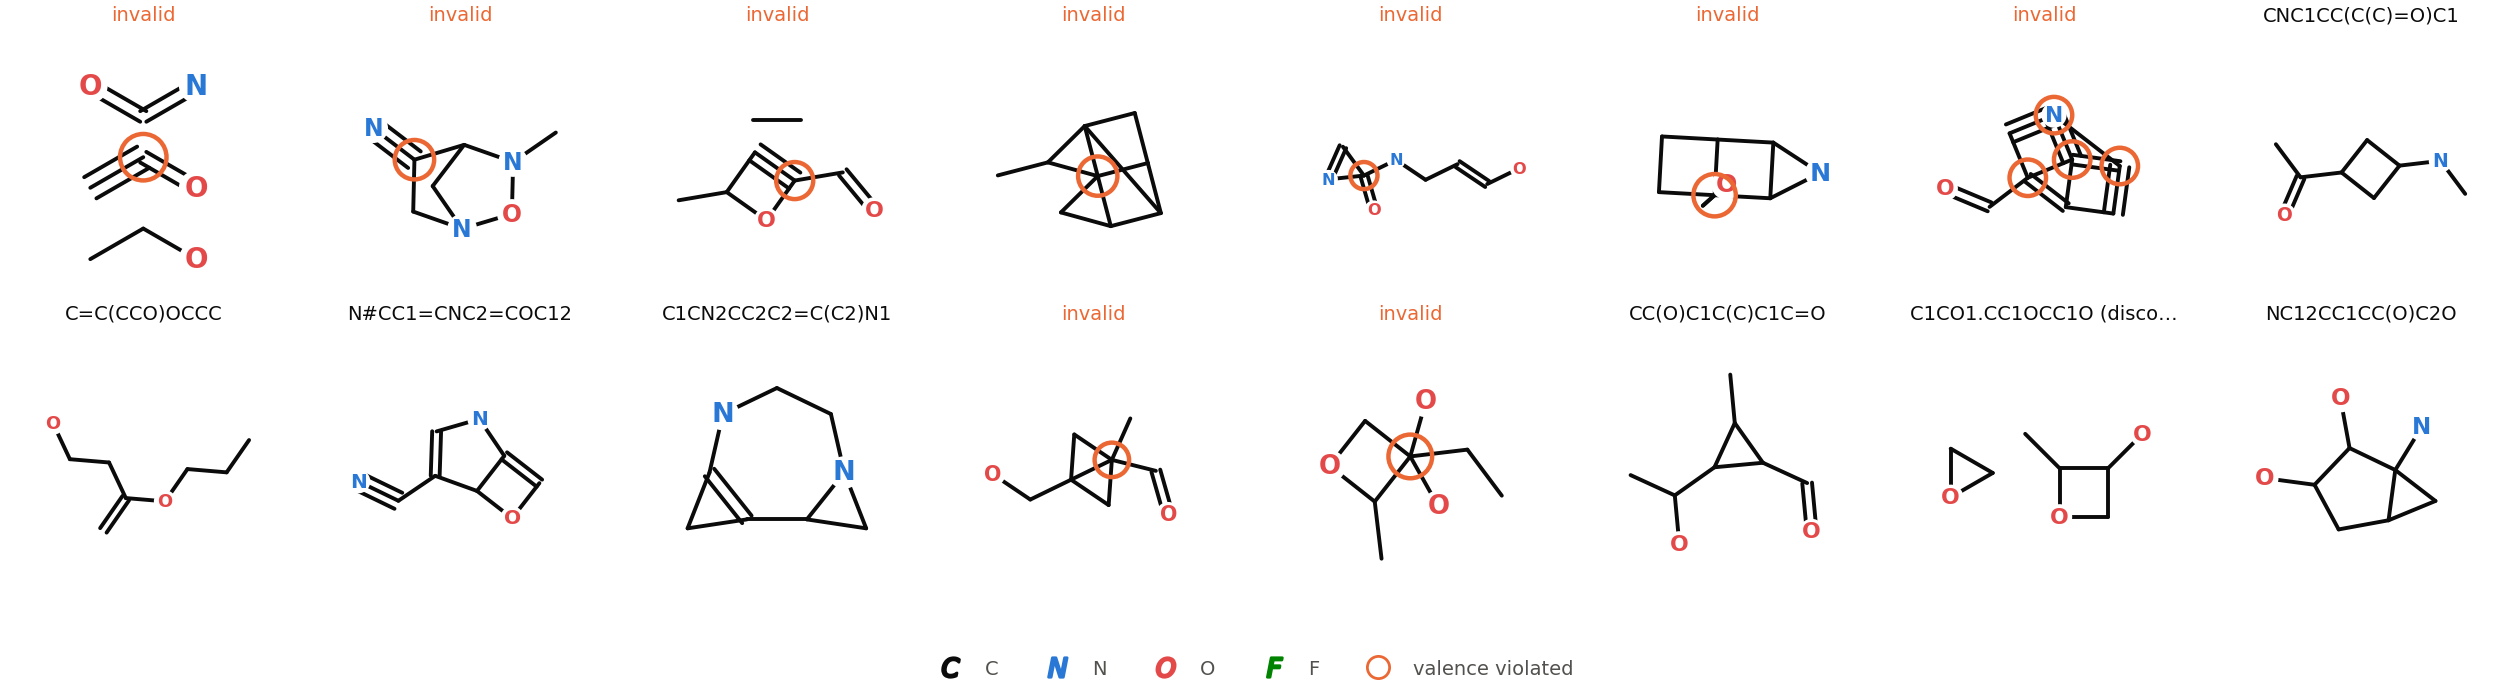 invalid invalid invalid invalid invalid invalid invalid CNC1CC(C(C)=O)C1
O N
O
O
N N O N
O O
N O N O
O N
N
O N
O N
C=C(CCO)OCCC N#CC1=CNC2=COC12 C1CN2CC2C2=C(C2)N1 invalid invalid CC(O)C1C(C)C1C=O C1CO1.CC1OCC1O (disco... NC12CC1CC(O)C2O
O O
N N O
N N
O O
O O O
O O
O O O
O O N
C C N N O O F F valence violated